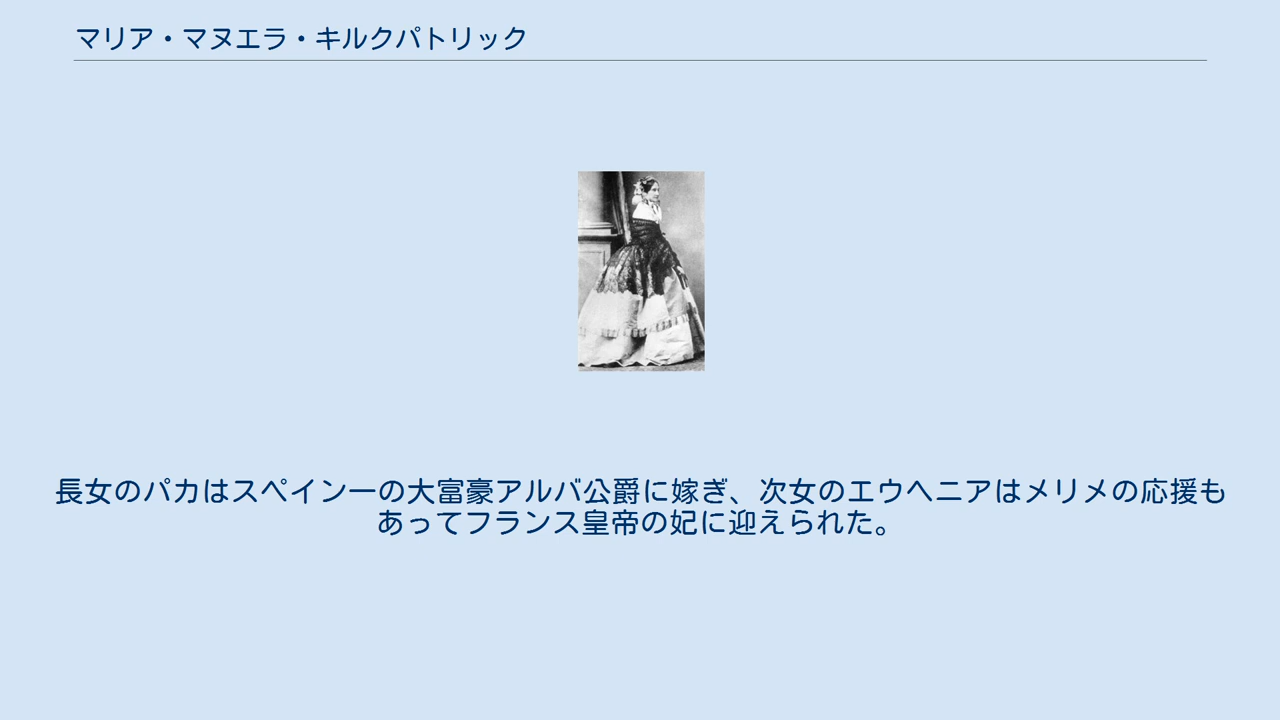 マリア・マヌエラ・キルクパトリック
長女のパカはスペイン一の大富豪アルバ公爵に嫁ぎ、次女のエウヘニアはメリメの応援も
あってフランス皇帝の妃に迎えられた。